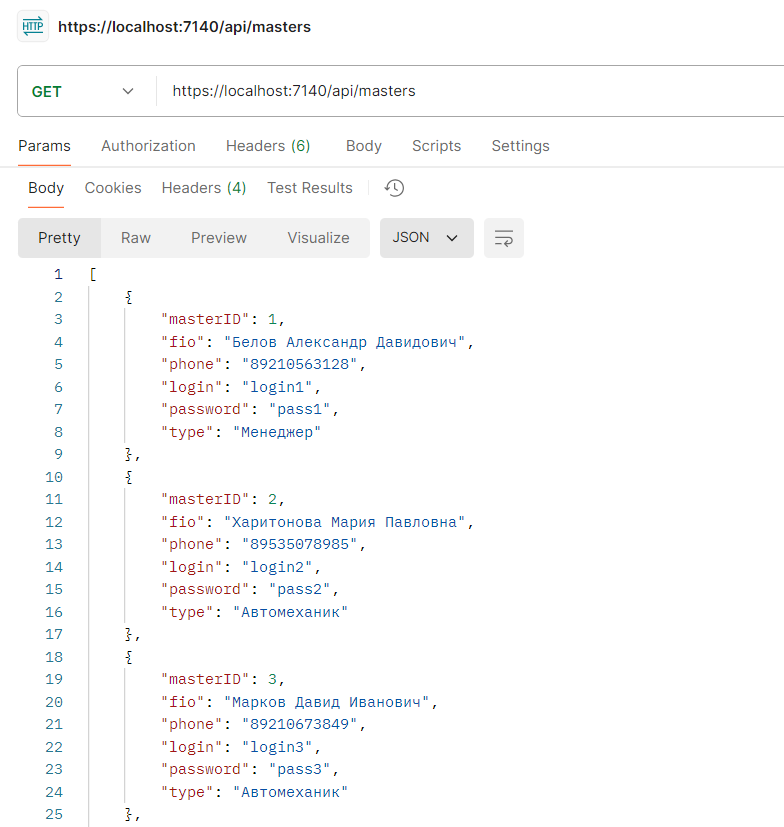 HTTP https://localhost:7140/api/masters
GET https://localhost:7140/api/masters
Params Authorization Headers (6) Body Scripts Settings
Body Cookies Headers (4) Test Results
Pretty Raw Preview Visualize JSON
1 [
2 {
3 "masterID": 1,
4 "fio": "Белов Александр Давидович",
5 "phone": "89210563128",
6 "login": "login1",
7 "password": "pass1",
8 "type": "Менеджер"
9 },
10 {
11 "masterID": 2,
12 "fio": "Харитонова Мария Павловна",
13 "phone": "89535078985",
14 "login": "login2",
15 "password": "pass2",
16 "type": "Автомеханик"
17 },
18 {
19 "masterID": 3,
20 "fio": "Марков Давид Иванович",
21 "phone": "89210673849",
22 "login": "login3",
23 "password": "pass3",
24 "type": "Автомеханик"
25 },